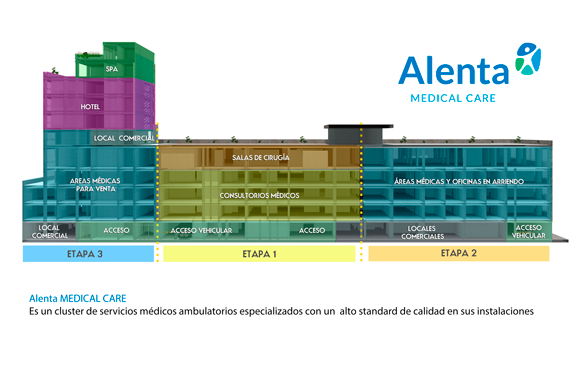 Alenta
MEDICAL CARE
SPA
HOTEL
LOCAL COMERCIAL
SALAS DE CIRUGÍA
ÁREAS MÉDICAS
PARA VENTA
CONSULTORIOS MÉDICOS
ÁREAS MÉDICAS Y OFICINAS EN ARRIENDO
LOCAL
COMERCIAL
ACCESO
ACCESO VEHICULAR
ACCESO
LOCALES
COMERCIALES
ACCESO
VEHICULAR
ETAPA 3
ETAPA 1
ETAPA 2
Alenta MEDICAL CARE
Es un cluster de servicios médicos ambulatorios especializados con un alto standard de calidad en sus instalaciones